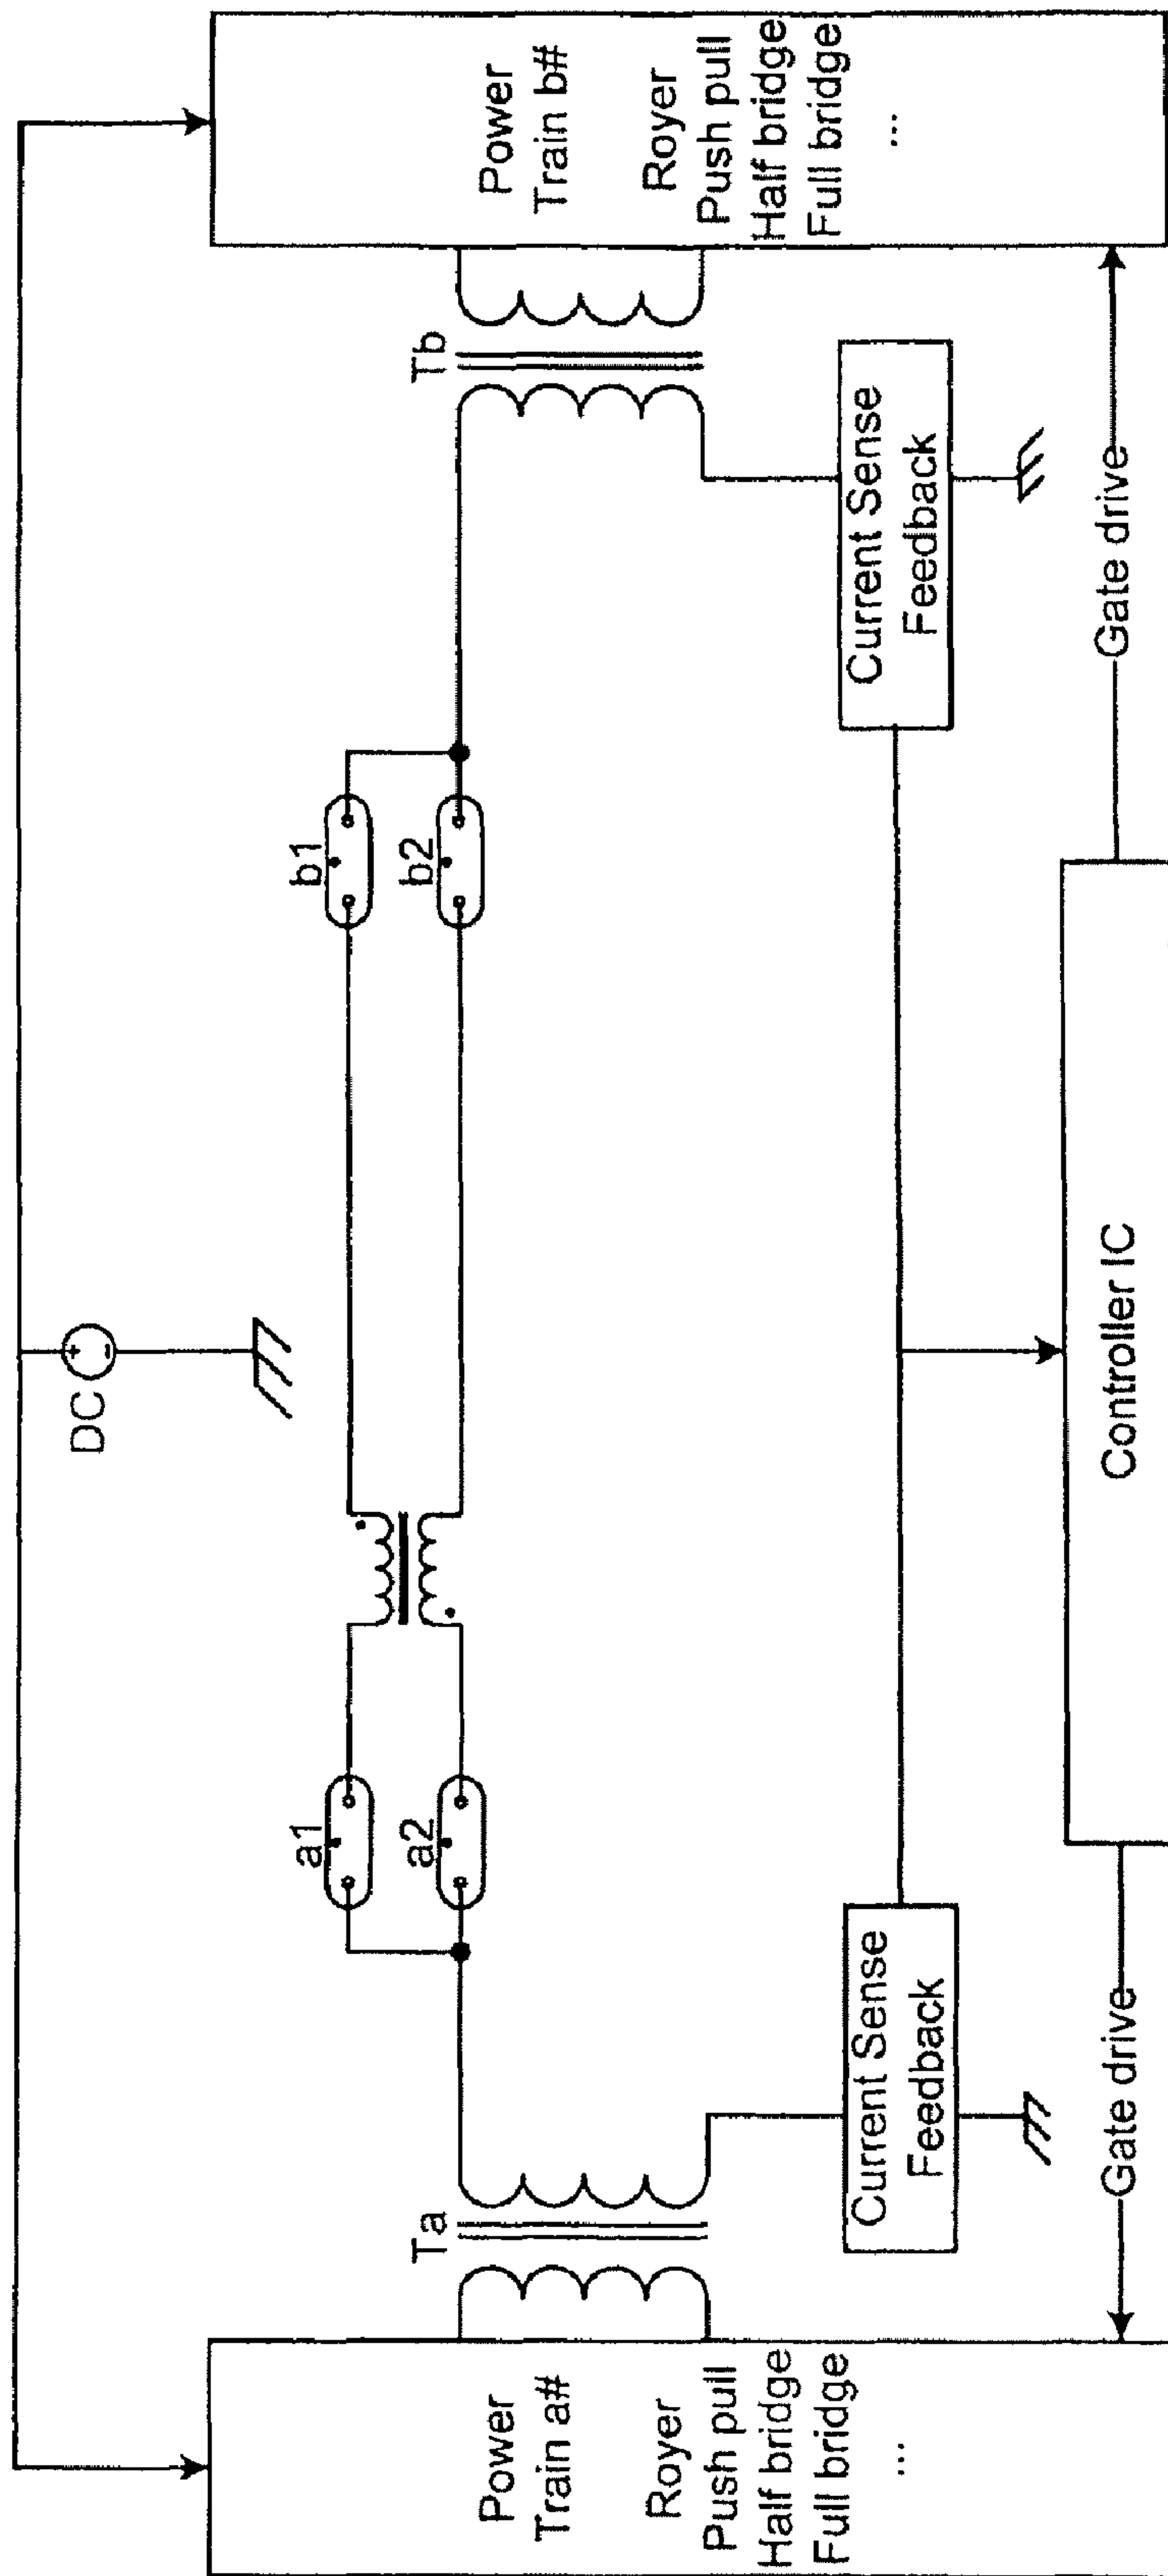 DC
+
-
Power
Train a#
Royer
Push pull
Half bridge
Full bridge
...
Ta
a1
a2
b1
b2
Tb
Power
Train b#
Royer
Push pull
Half bridge
Full bridge
...
Current Sense
Feedback
Current Sense
Feedback
Gate drive
Controller IC
Gate drive